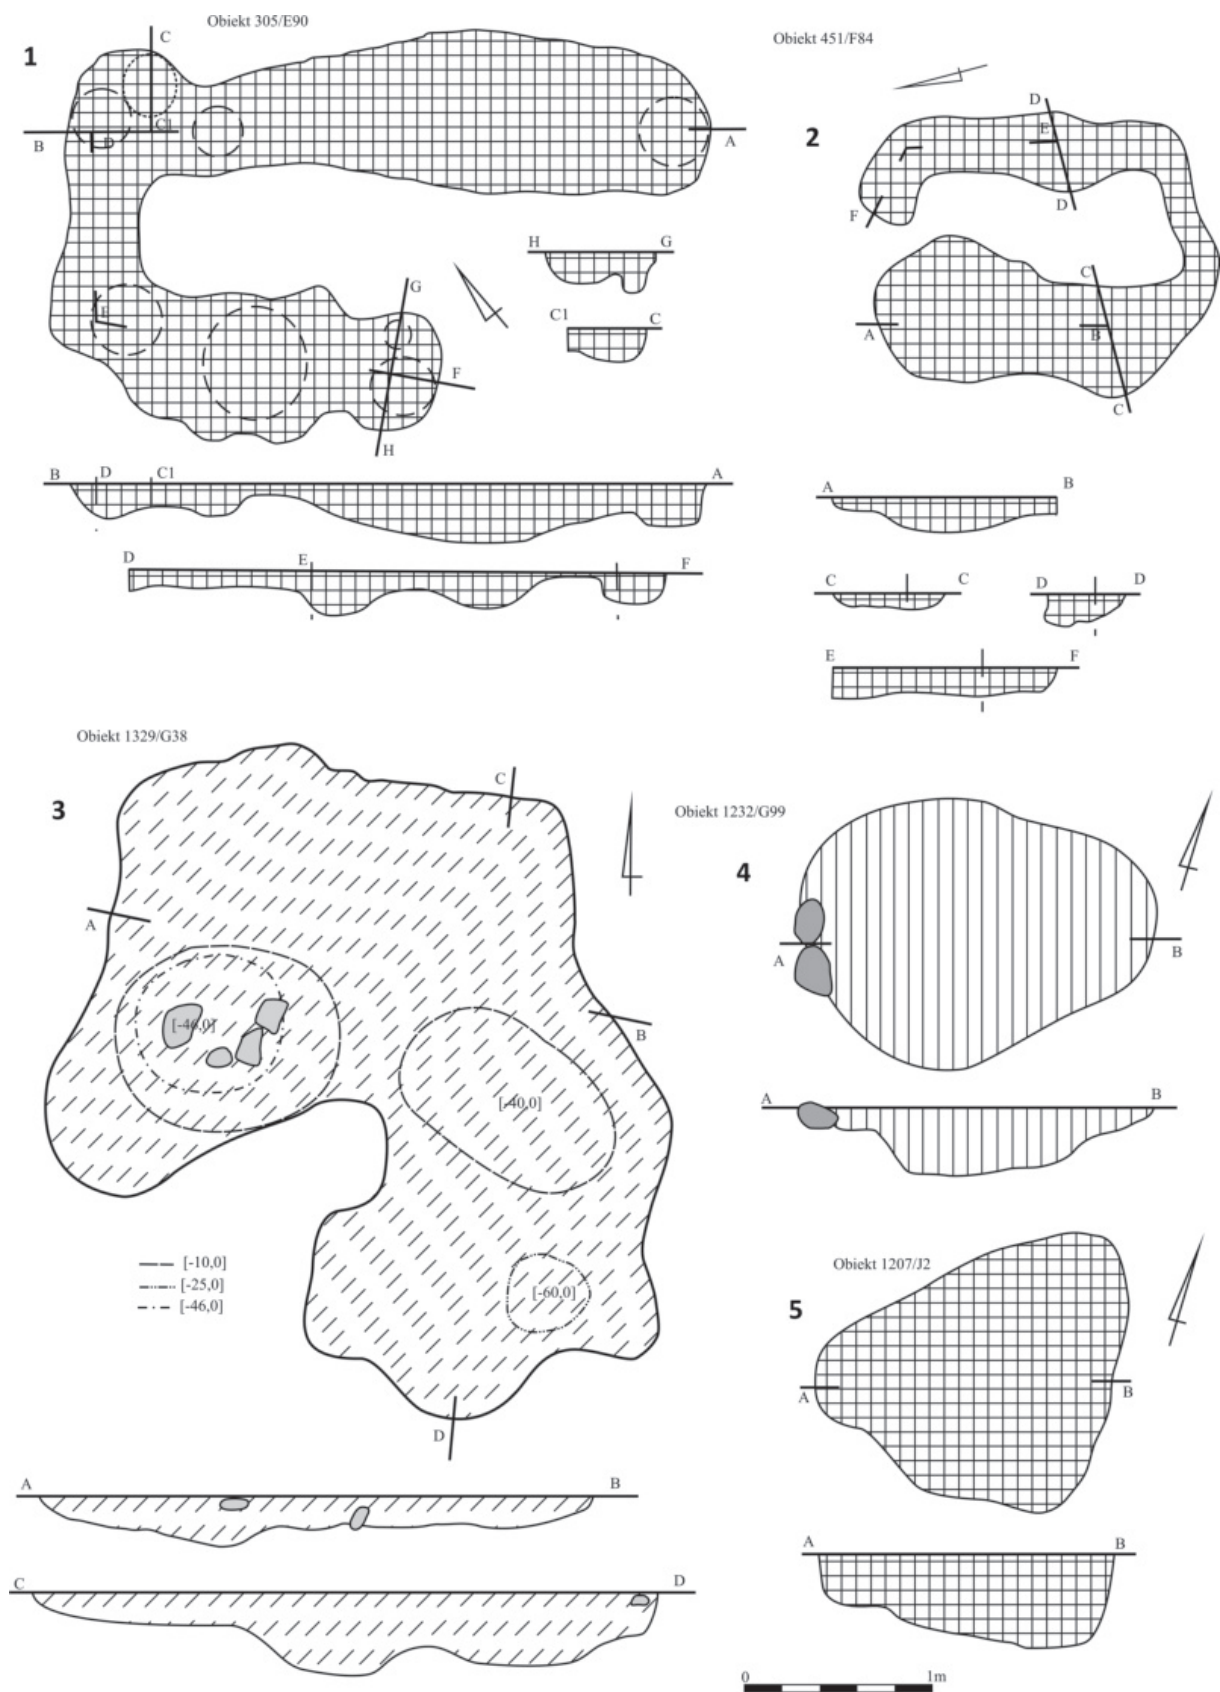 Obiekt 305/E90
1
C
B
D
C1
A
E
G
F
H
H G
C1 C
B D C1 A
D E F
Obiekt 451/F84
2
D
E
D
F
A
C
B
C
A B
C C D D
E F
Obiekt 1329/G38
3
C
A
B
[-46,0]
[-40,0]
[-60,0]
D
[-10,0]
[-25,0]
[-46,0]
A B
C D
Obiekt 1232/G99
4
A B
A B
Obiekt 1207/J2
5
A B
A B
0 1m